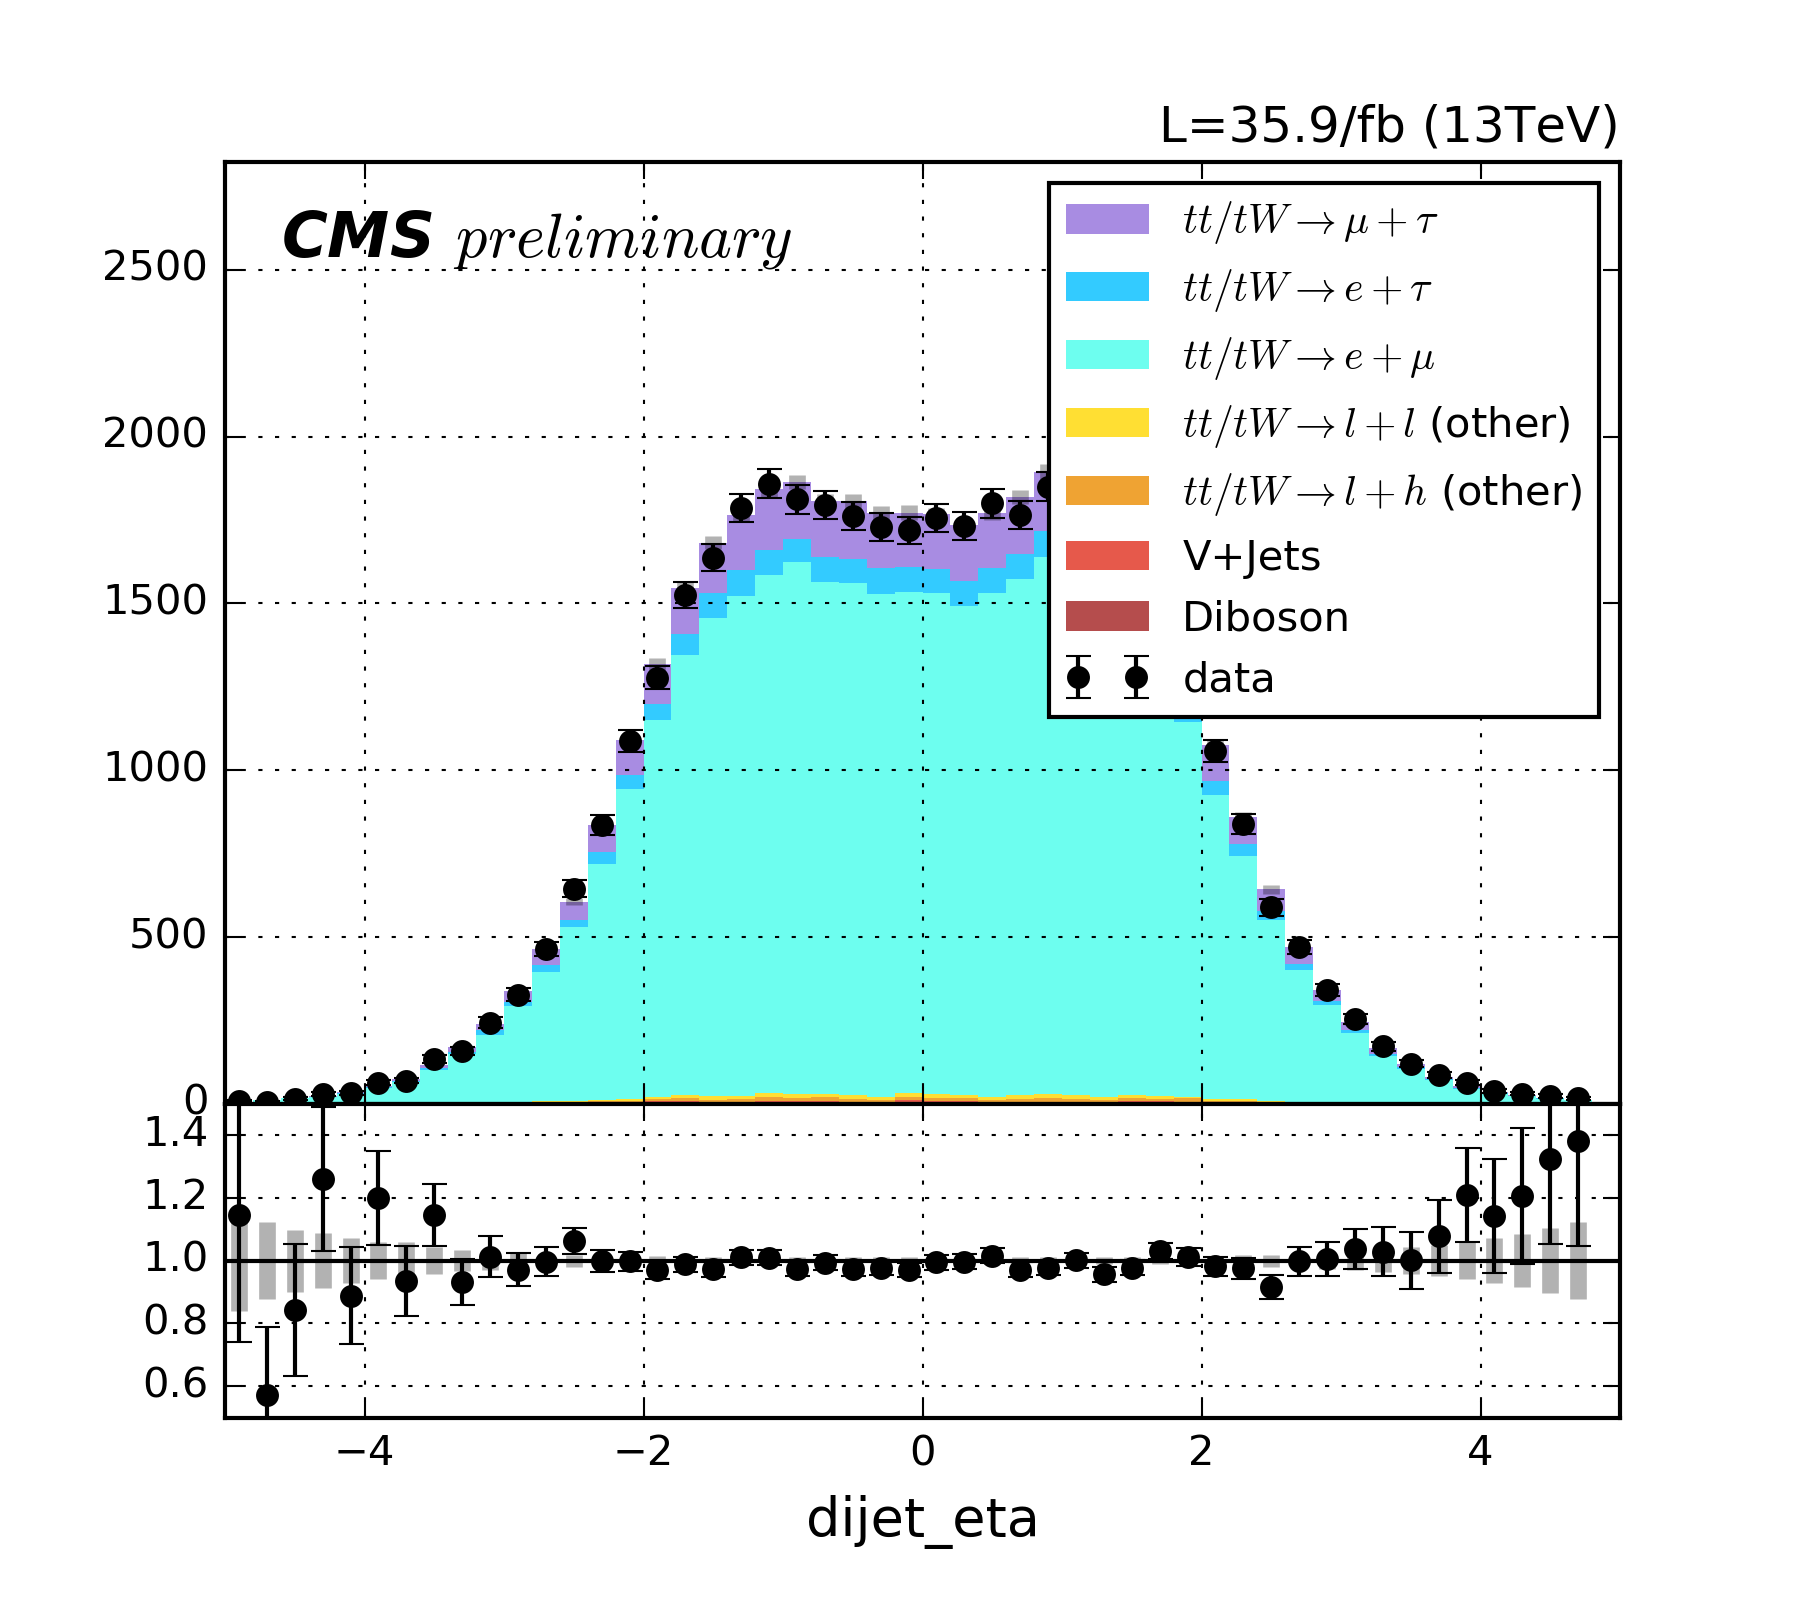 L=35.9/fb (13TeV)
CMS preliminary
tt/tW→μ+τ
tt/tW→e+τ
tt/tW→e+μ
tt/tW→l+l (other)
tt/tW→l+h (other)
V+Jets
Diboson
data
2500
2000
1500
1000
500
0
1.4
1.2
1.0
0.8
0.6
−4 −2 0 2 4
dijet_eta